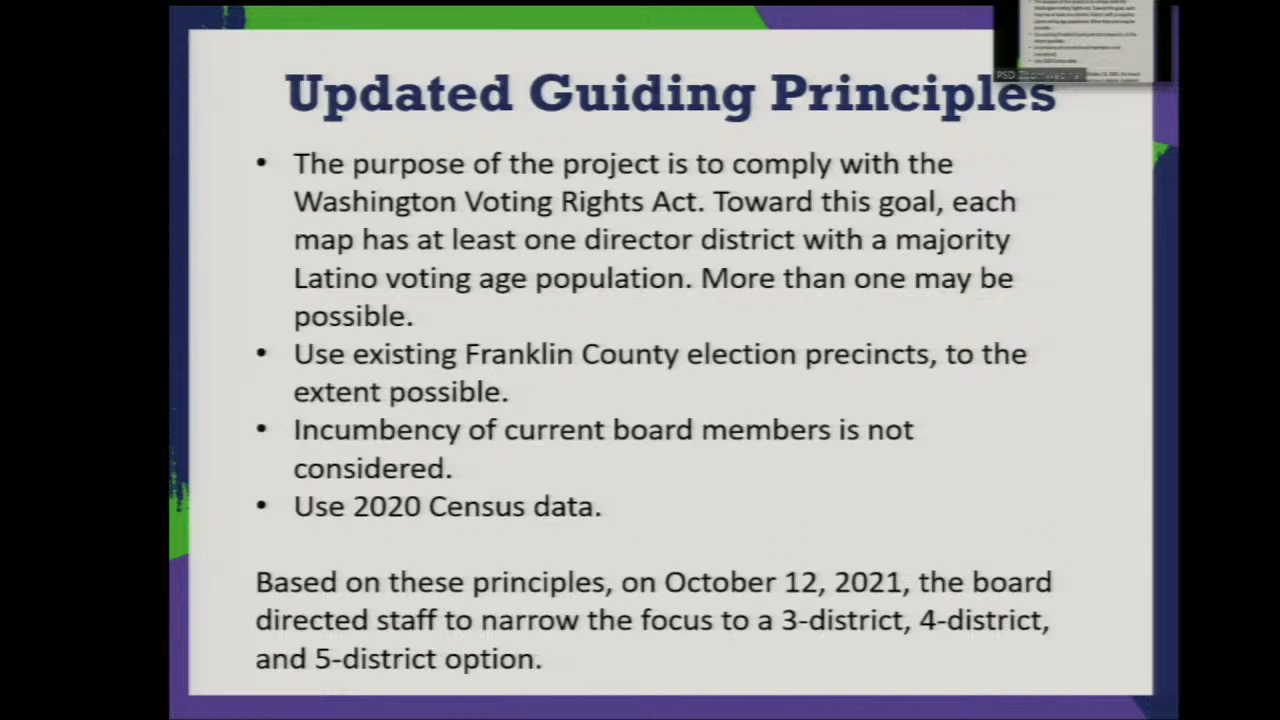 Updated Guiding Principles
• The purpose of the project is to comply with the
Washington Voting Rights Act. Toward this goal, each
map has at least one director district with a majority
Latino voting age population. More than one may be
possible.
• Use existing Franklin County election precincts, to the
extent possible.
• Incumbency of current board members is not
considered.
• Use 2020 Census data.
Based on these principles, on October 12, 2021, the board
directed staff to narrow the focus to a 3-district, 4-district,
and 5-district option.